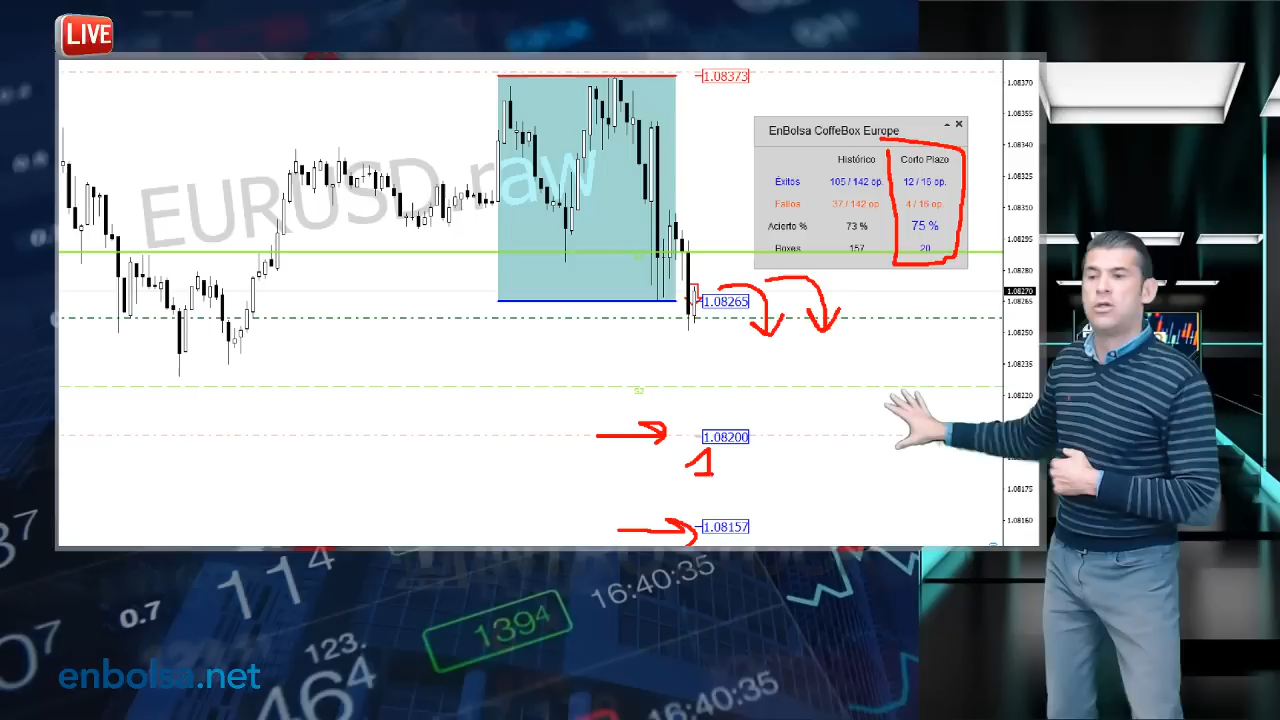 LIVE
EURUSD.raw
1.08373
EnBolsa CoffeBox Europe
Histórico Corto Plazo
Éxitos 105 / 142 op. 12 / 16 op.
Fallos 37 / 142 op. 4 / 16 op.
Acierto % 73 % 75 %
Boxes 157 20
1.08265
S2
1.08200
1
1.08157
1.08370
1.08355
1.08340
1.08325
1.08310
1.08295
1.08280
1.08270
1.08265
1.08250
1.08235
1.08220
1.08175
1.08160
0.7
114
123.
464
1394
16:40:35
16:40:35
enbolsa.net